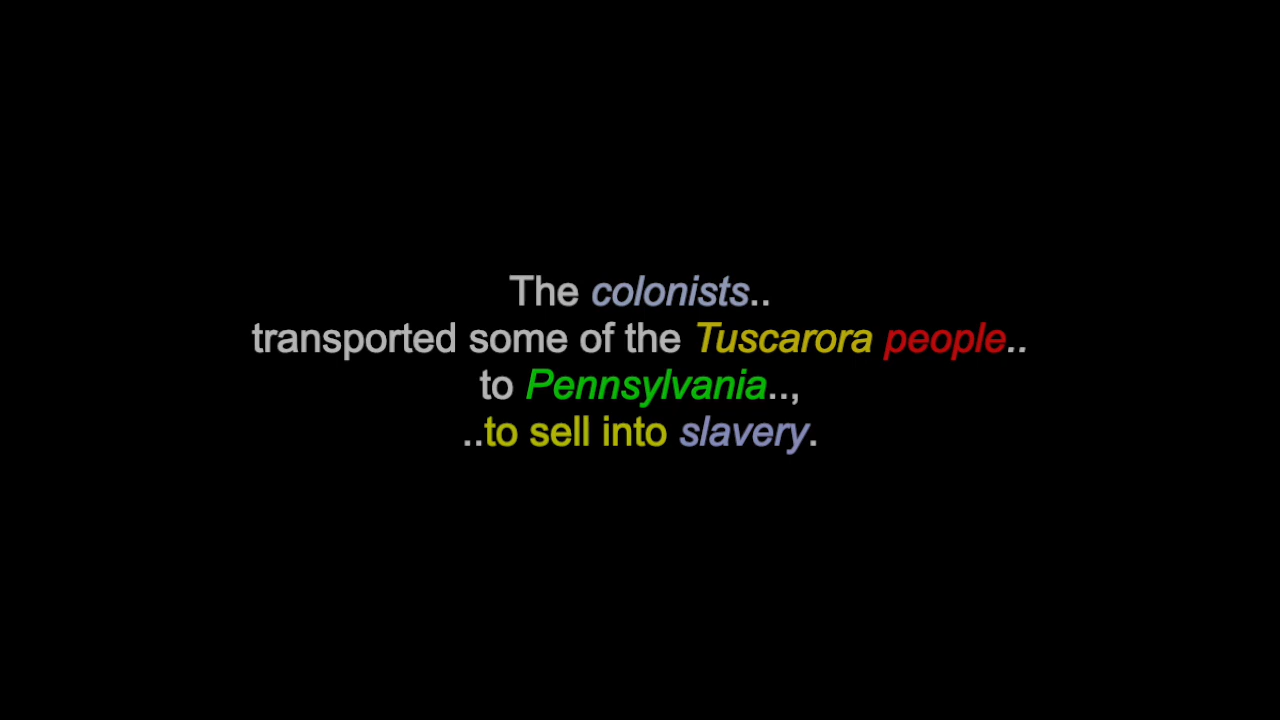 The colonists..
transported some of the Tuscarora people..
to Pennsylvania..,
..to sell into slavery.